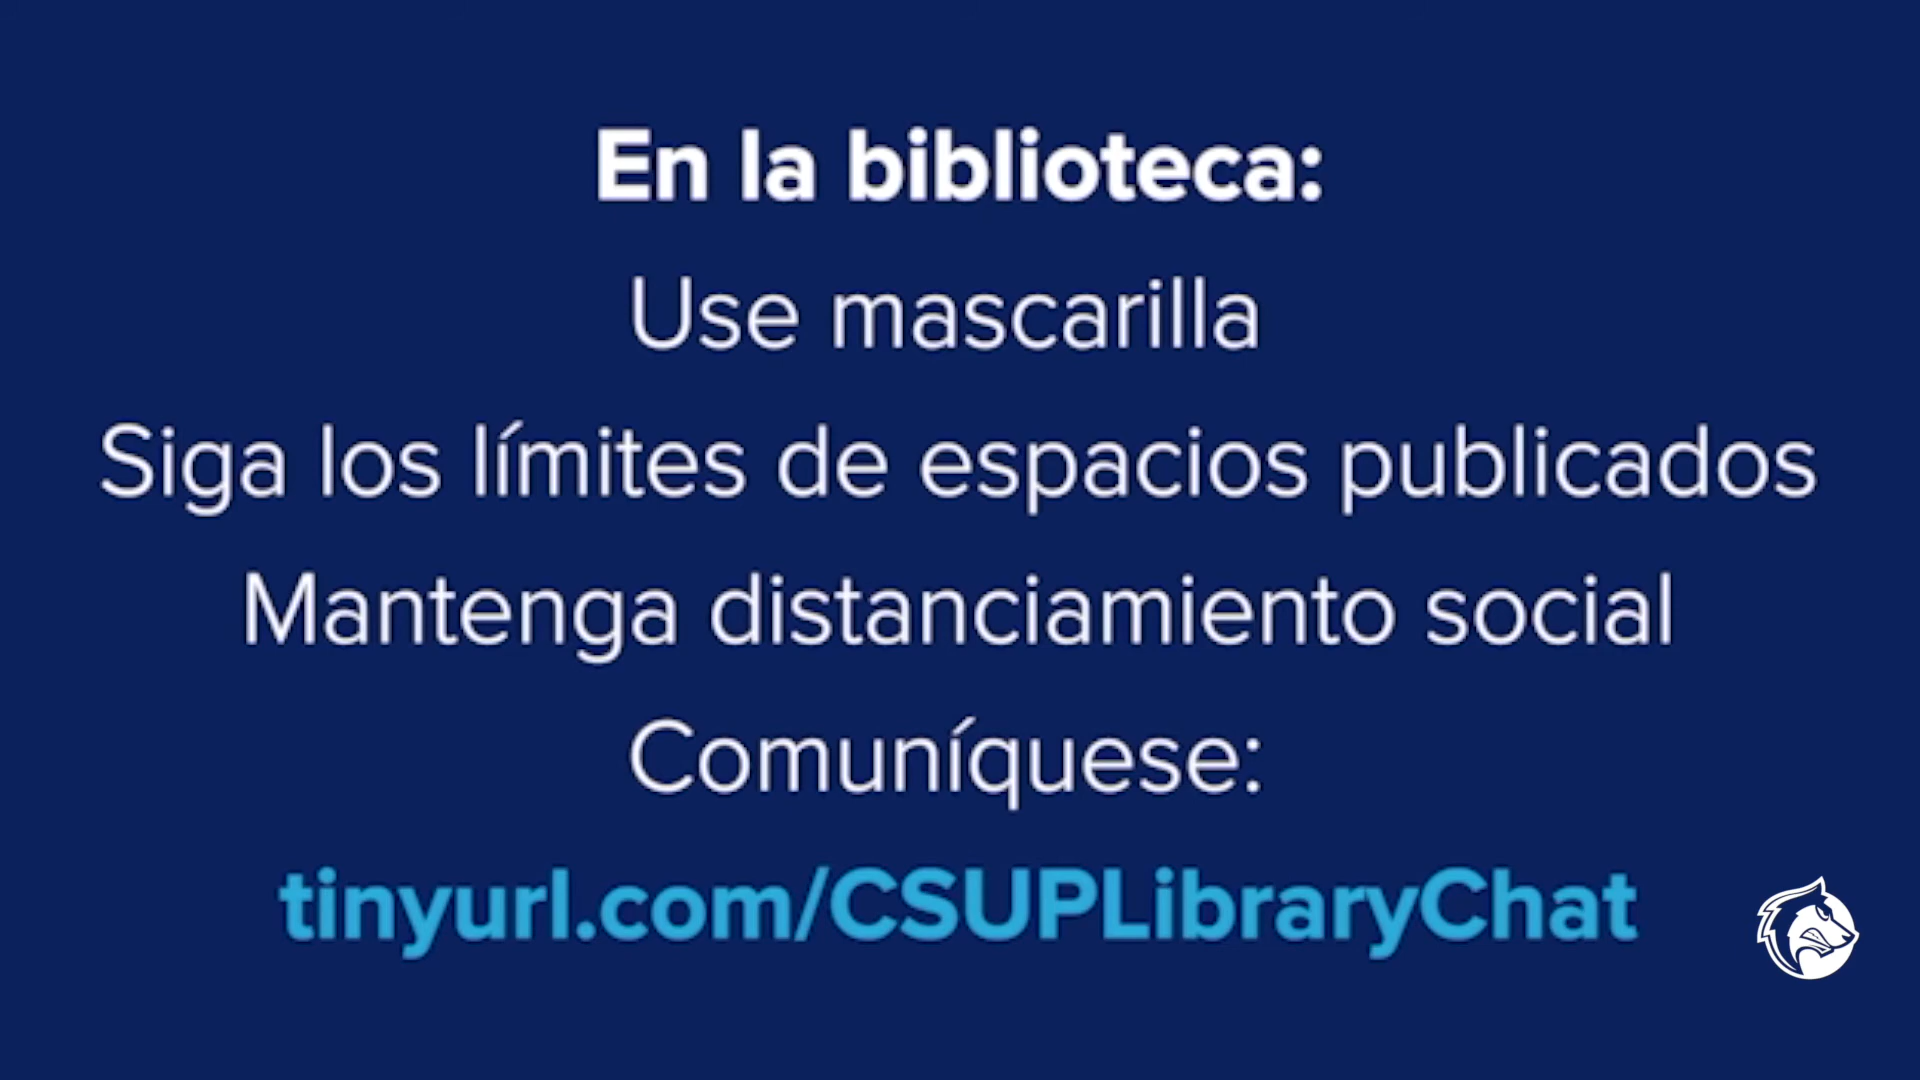 En la biblioteca:
Use mascarilla
Siga los límites de espacios publicados
Mantenga distanciamiento social
Comuníquese:
tinyurl.com/CSUPLibraryChat